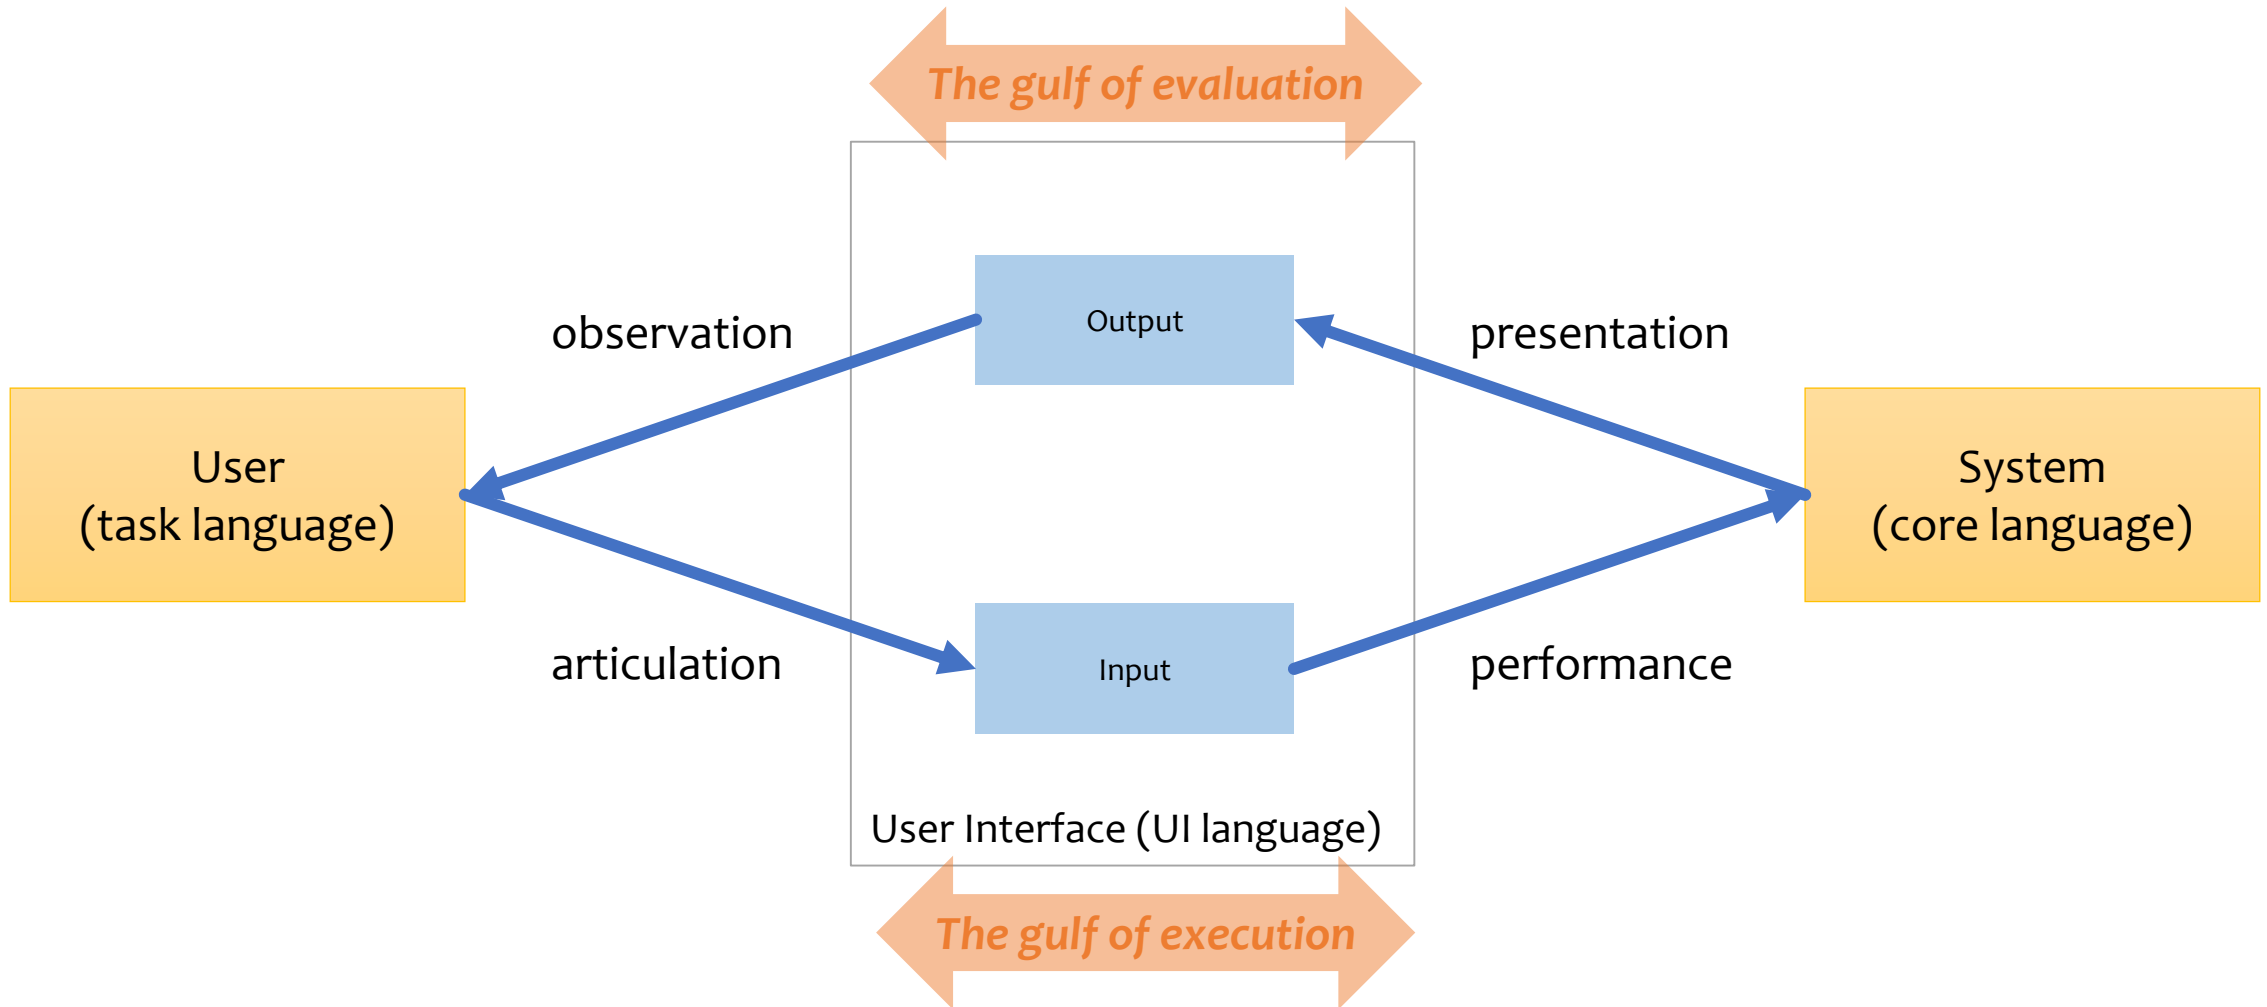 The gulf of evaluation
Output
observation
presentation
User
(task language)
System
(core language)
articulation
Input
performance
User Interface (UI language)
The gulf of execution